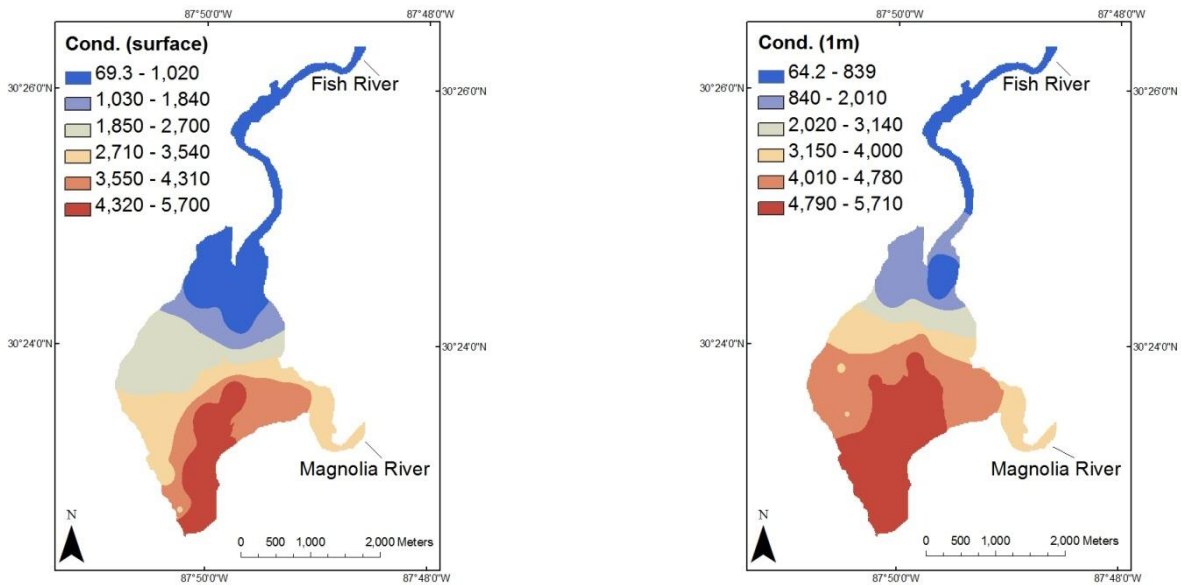 87°50'0"W
87°48'0"W
Cond. (surface)
69.3 - 1,020
1,030 - 1,840
1,850 - 2,700
2,710 - 3,540
3,550 - 4,310
4,320 - 5,700
Fish River
30°26'0"N
30°26'0"N
30°24'0"N
30°24'0"N
Magnolia River
N
0 500 1,000 2,000 Meters
87°50'0"W
87°48'0"W
87°50'0"W
87°48'0"W
Cond. (1m)
64.2 - 839
840 - 2,010
2,020 - 3,140
3,150 - 4,000
4,010 - 4,780
4,790 - 5,710
Fish River
30°26'0"N
30°26'0"N
30°24'0"N
30°24'0"N
Magnolia River
N
0 500 1,000 2,000 Meters
87°50'0"W
87°48'0"W